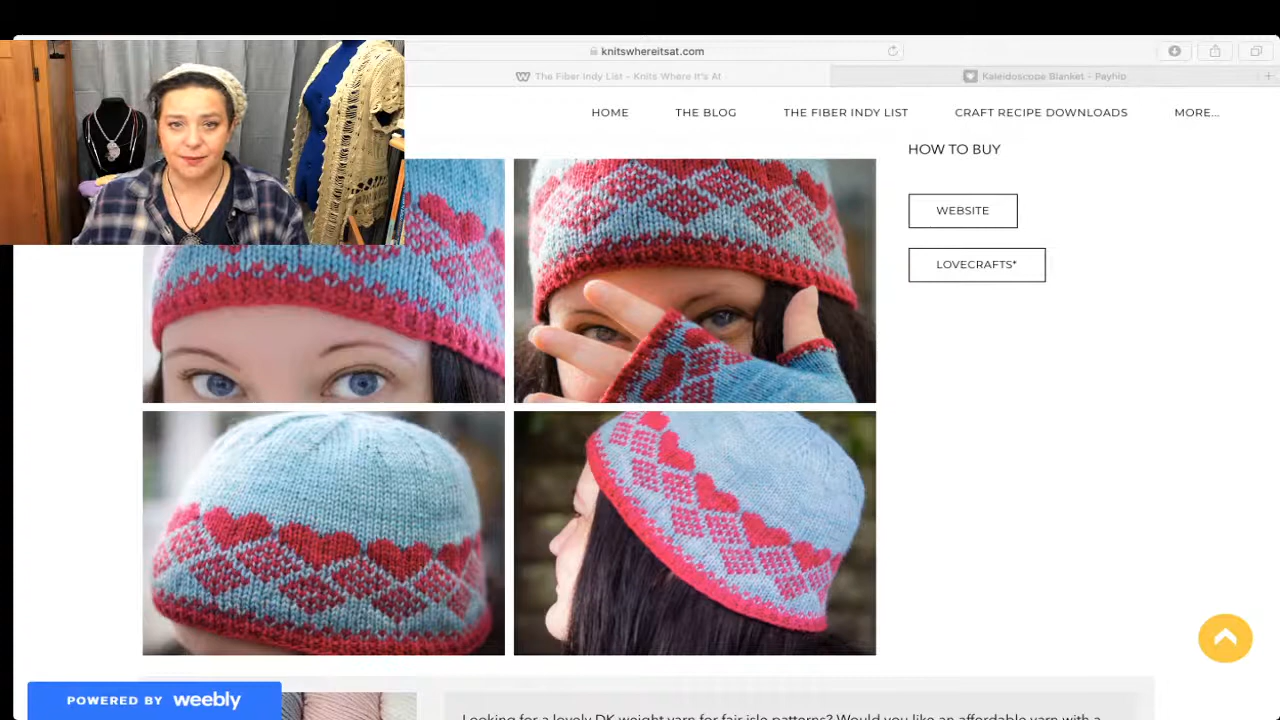 knitswhereitsat.com
The Fiber Indy List - Knits Where It's At
Kaleidoscope Blanket - Payhip
HOME THE BLOG THE FIBER INDY LIST CRAFT RECIPE DOWNLOADS MORE...
HOW TO BUY
WEBSITE
LOVECRAFTS*
POWERED BY weebly
Looking for a lovely DK weight yarn for fair isle patterns? Would you like an affordable yarn with a